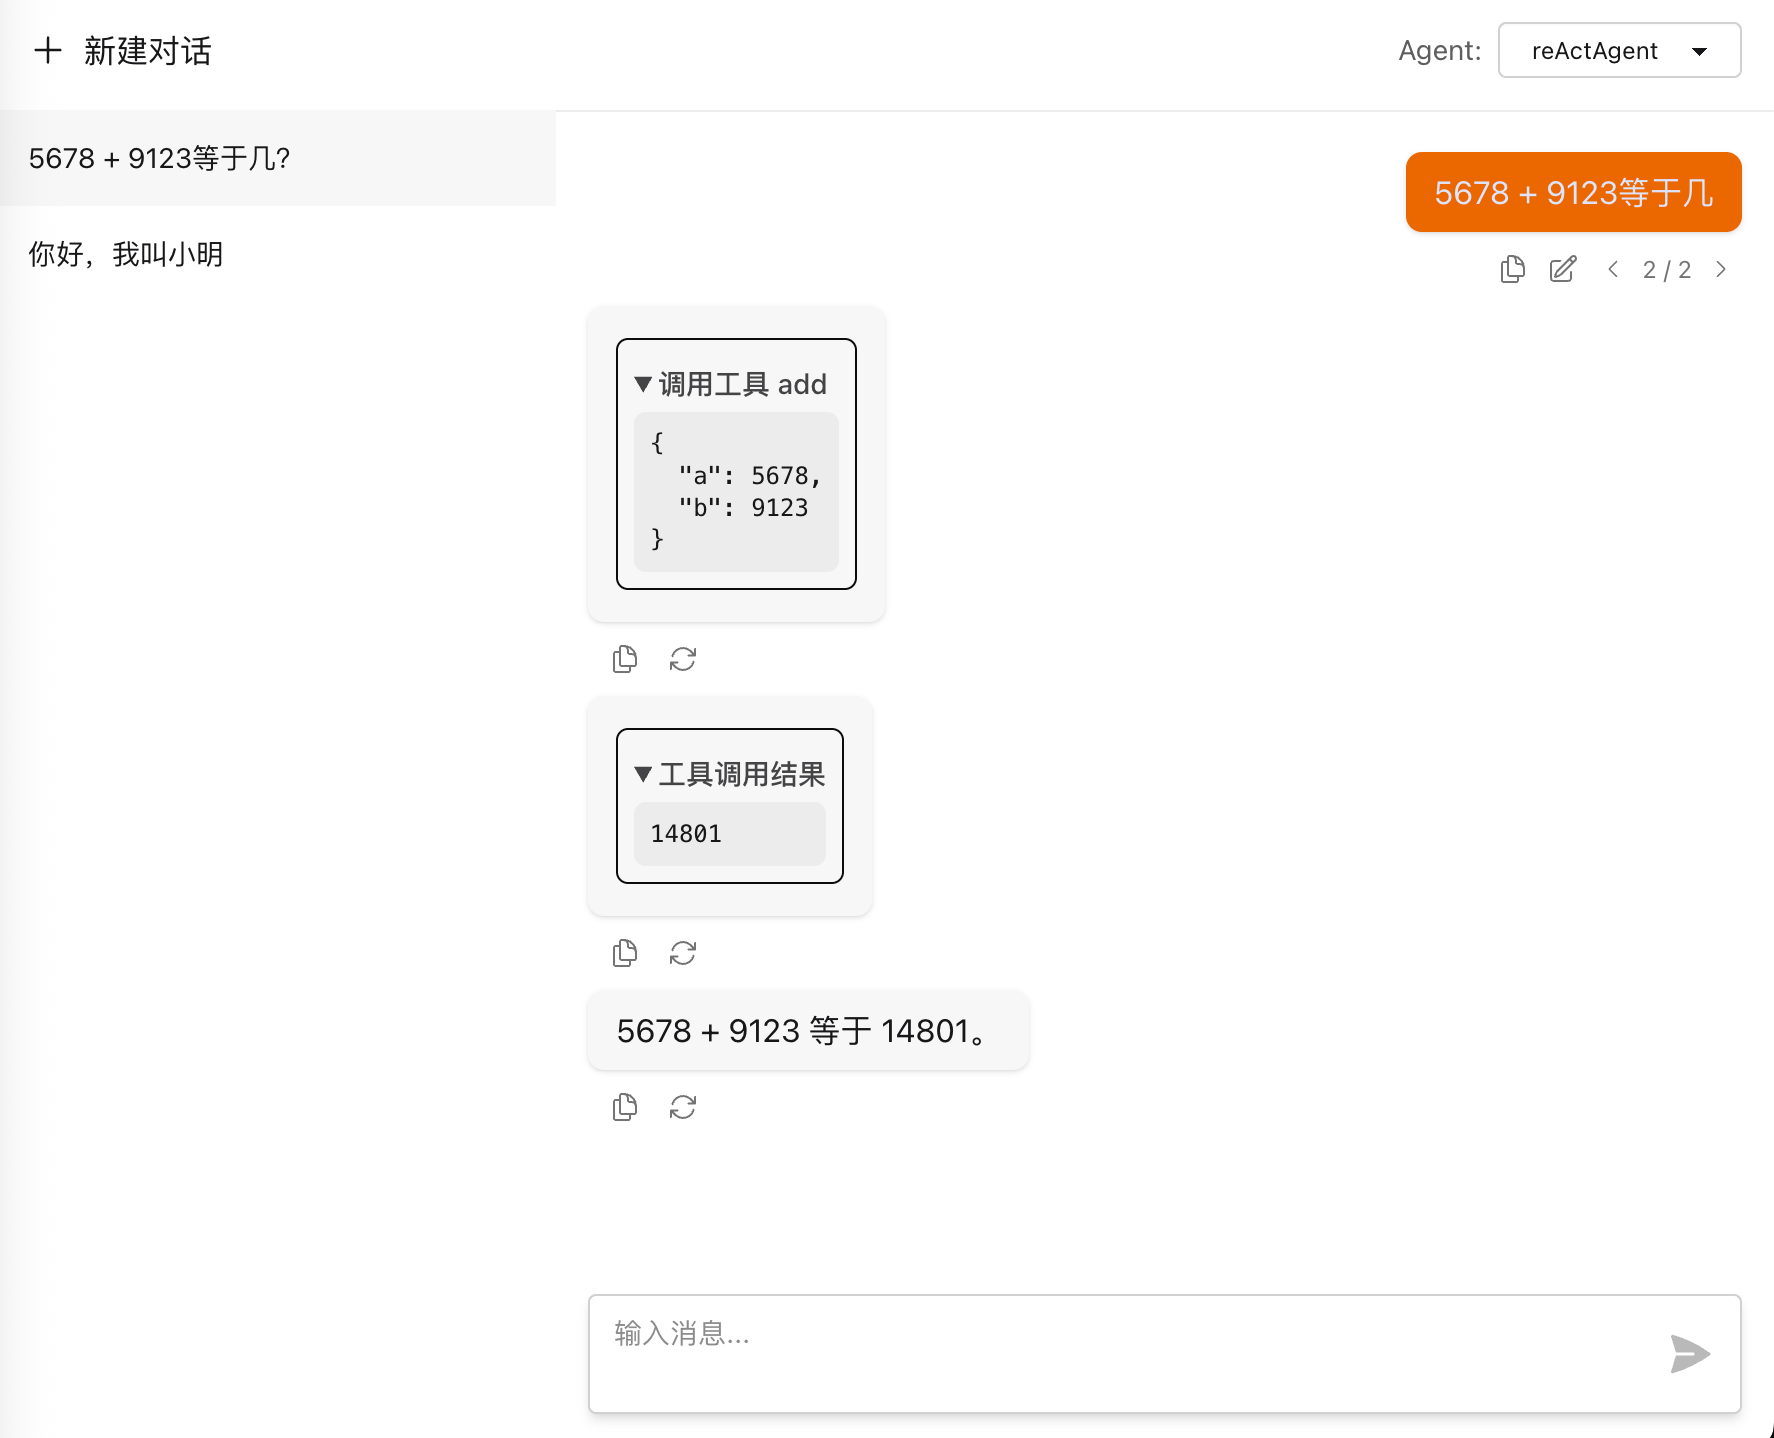 新建对话
Agent:
reActAgent
5678 + 9123等于几?
你好，我叫小明
5678 + 9123等于几
2 / 2
调用工具 add
{
"a": 5678,
"b": 9123
}
工具调用结果
14801
5678 + 9123 等于 14801。
输入消息...